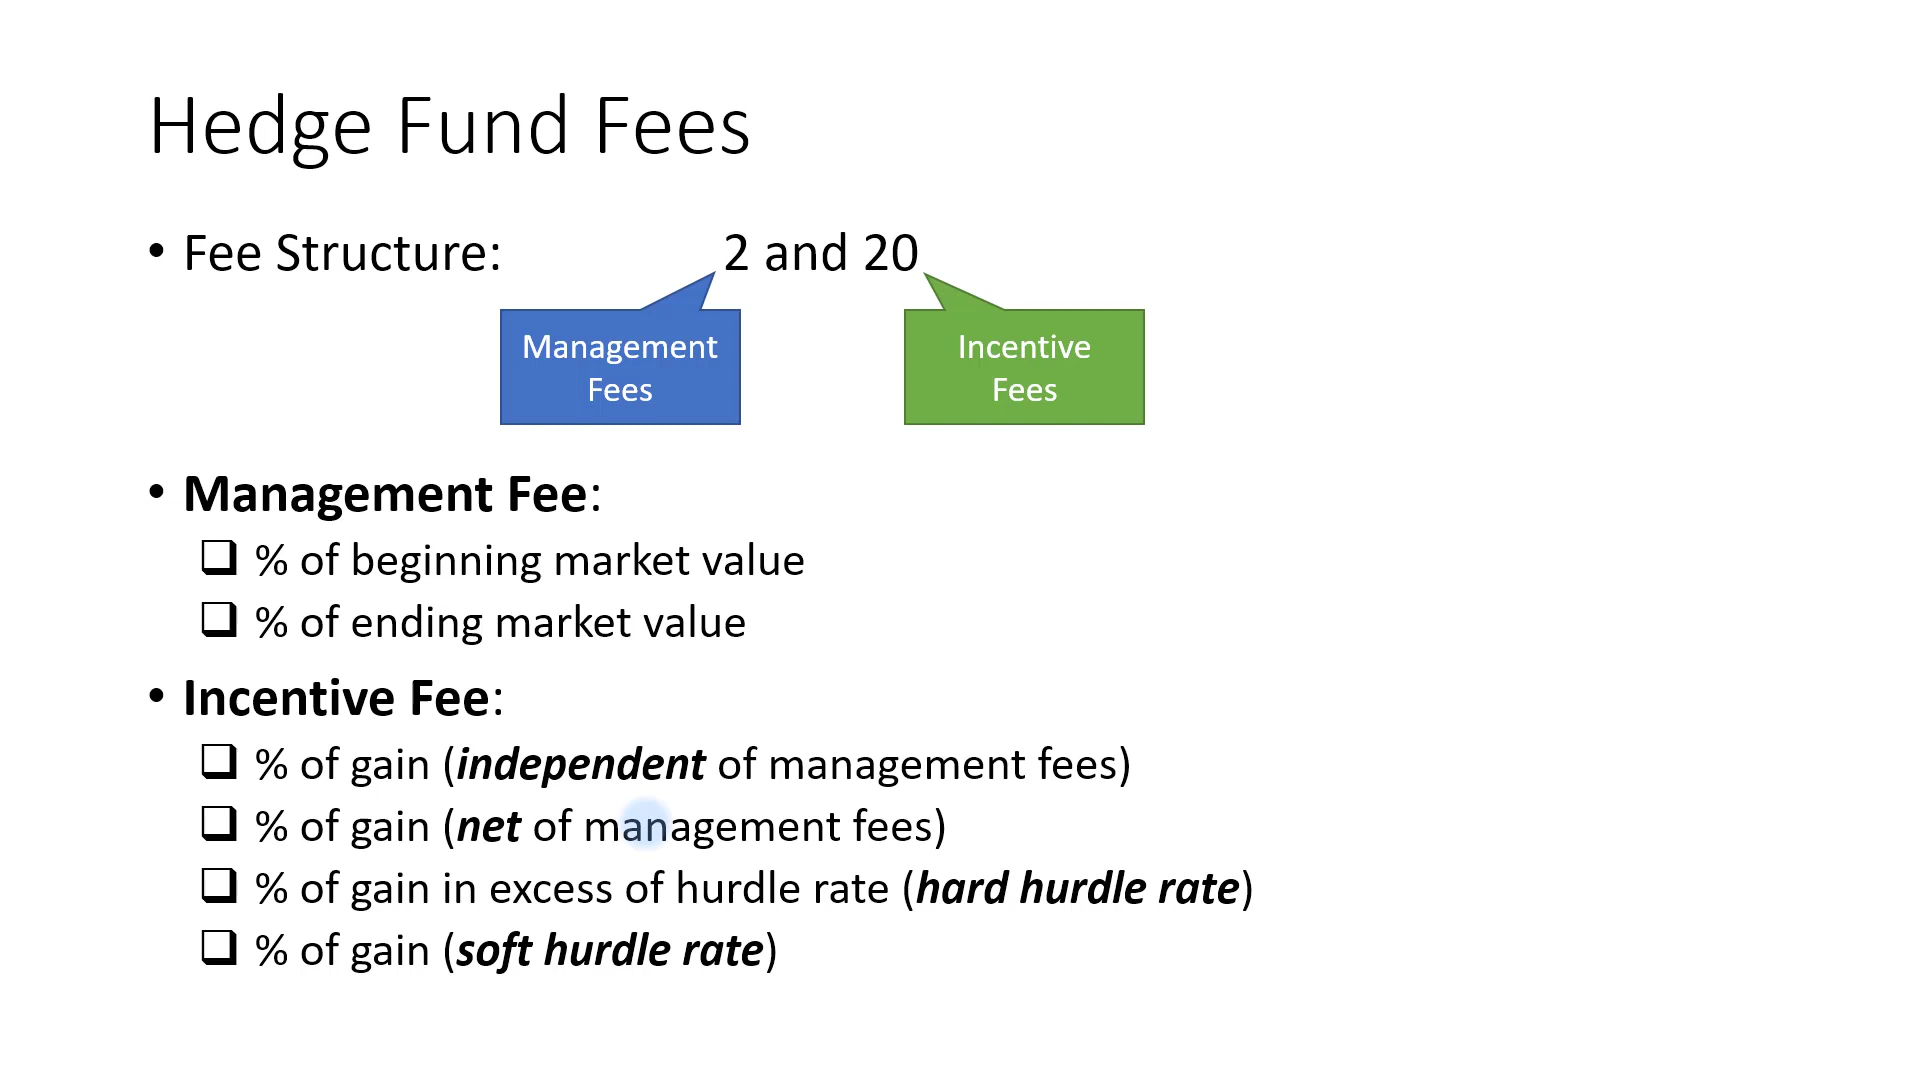 Hedge Fund Fees
• Fee Structure: 2 and 20
Management
Fees
Incentive
Fees
• Management Fee:
❑ % of beginning market value
❑ % of ending market value
• Incentive Fee:
❑ % of gain (independent of management fees)
❑ % of gain (net of management fees)
❑ % of gain in excess of hurdle rate (hard hurdle rate)
❑ % of gain (soft hurdle rate)